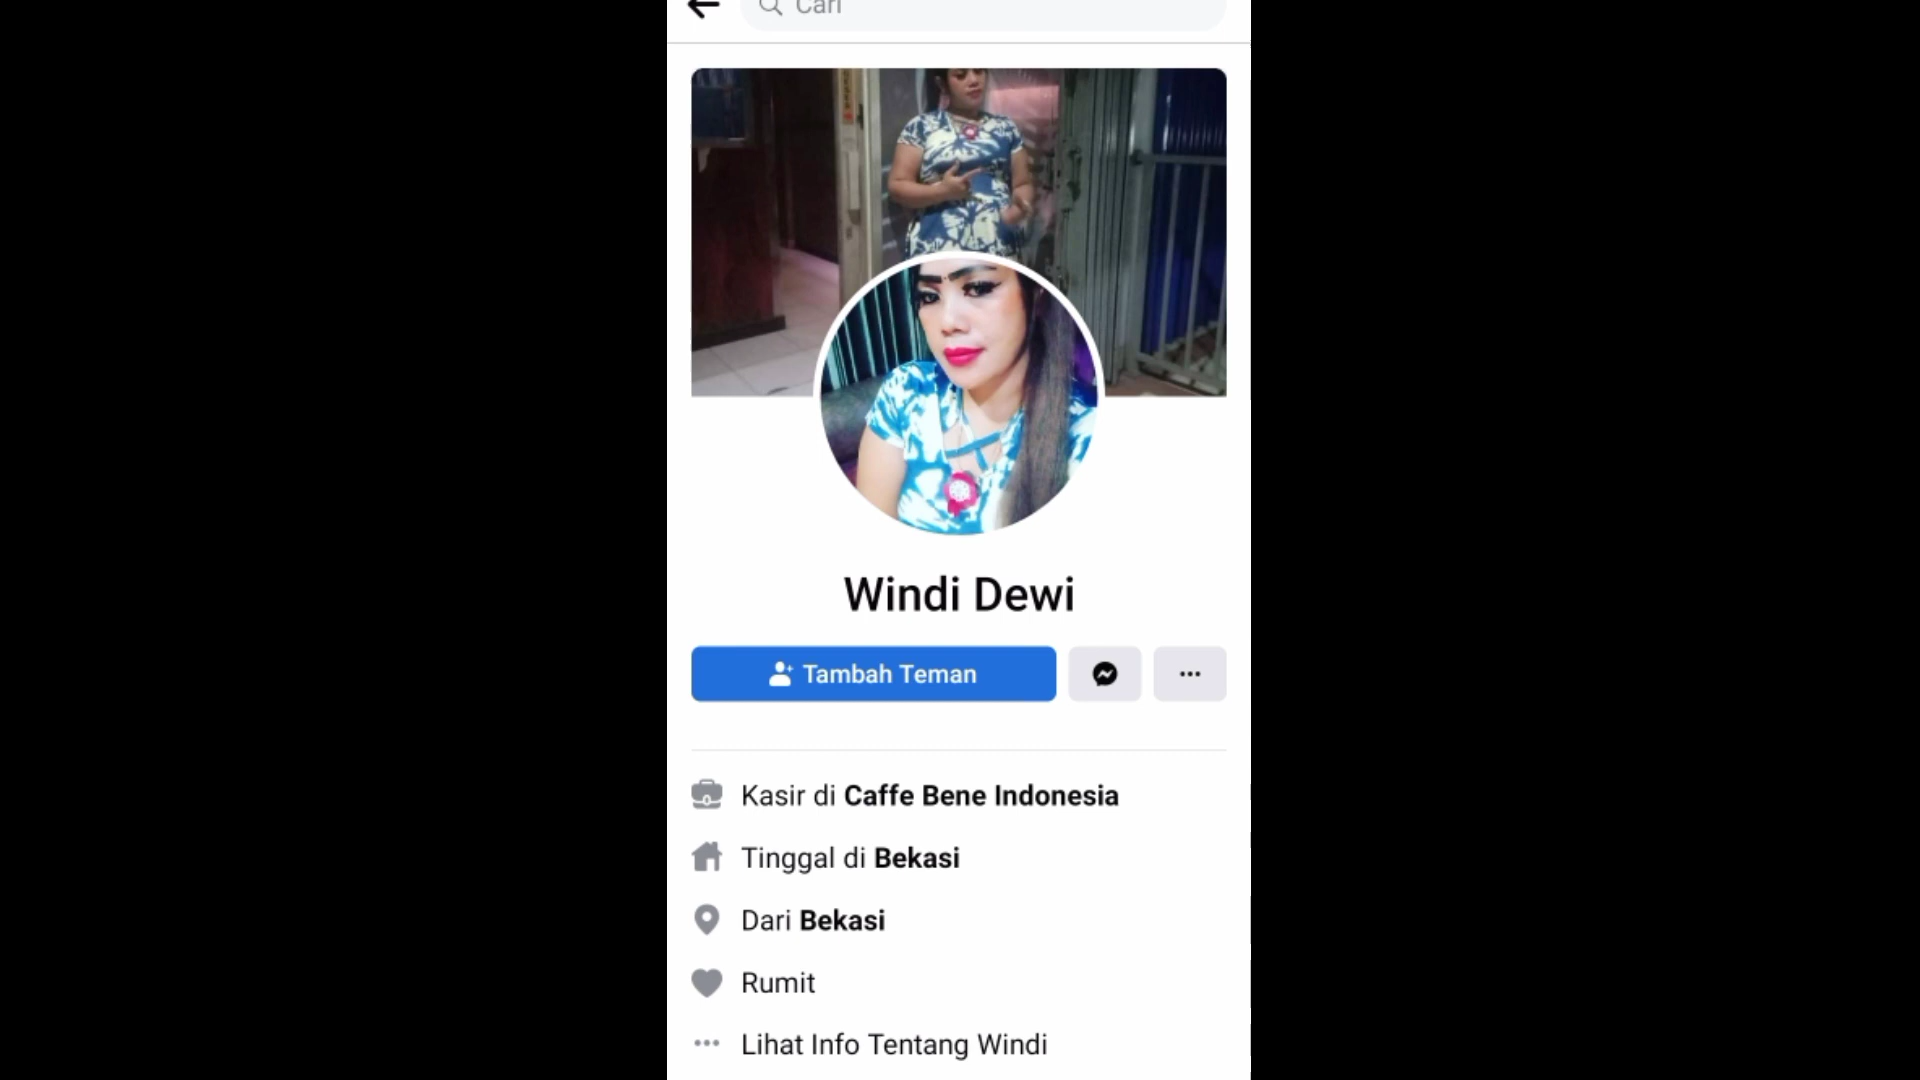 Cari
Windi Dewi
Tambah Teman
Kasir di Caffe Bene Indonesia
Tinggal di Bekasi
Dari Bekasi
Rumit
Lihat Info Tentang Windi